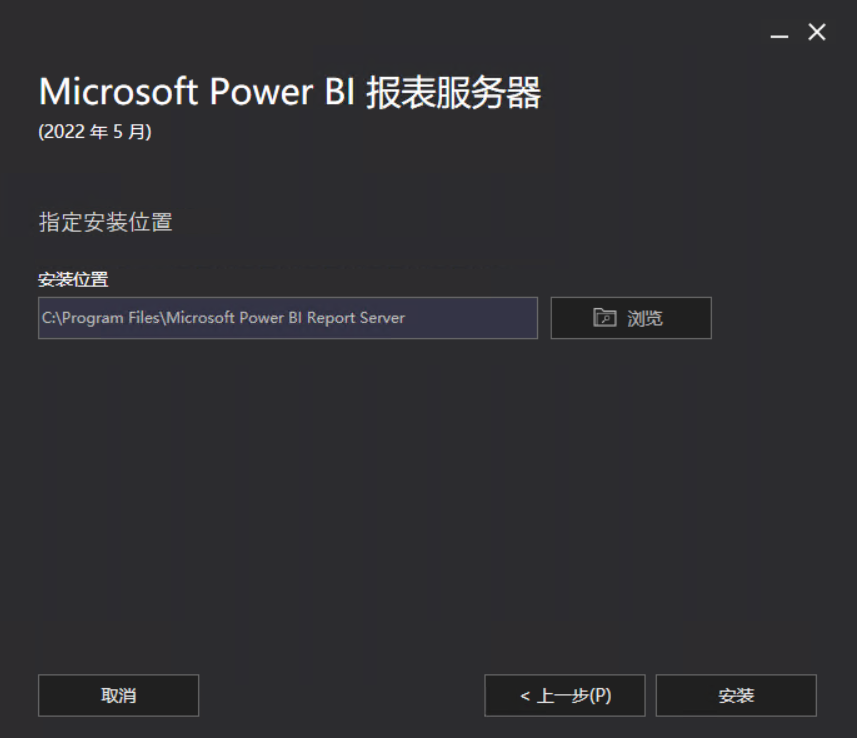 Microsoft Power BI 报表服务器
(2022 年 5 月)
指定安装位置
安装位置
C:\Program Files\Microsoft Power BI Report Server
浏览
取消
< 上一步(P)
安装